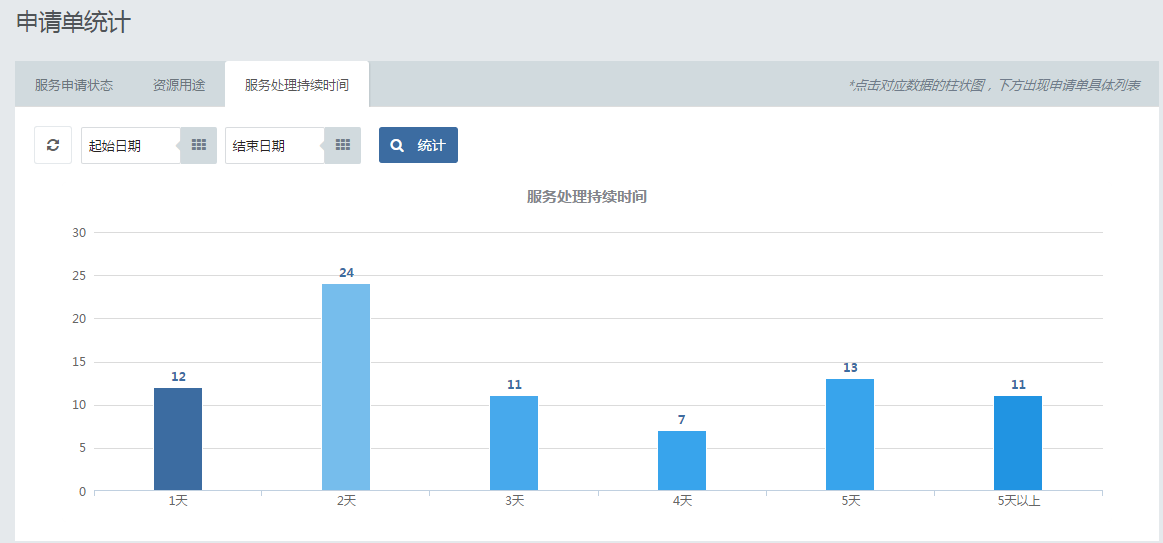 申请单统计
服务申请状态 资源用途 服务处理持续时间 *点击对应数据的柱状图，下方出现申请单具体列表
起始日期 结束日期 统计
服务处理持续时间
30
25
24
20
15
13
12
11
11
10
7
5
0
1天 2天 3天 4天 5天 5天以上